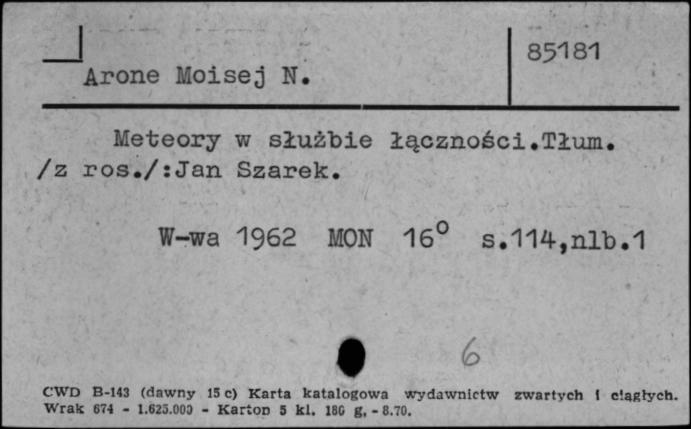 85181
Arone Moisej N.
Meteory w służbie łączności.Tłum.
/z ros./:Jan Szarek.
W-wa 1962 MON 16° s.114,nlb.1
6
CWD B-143 (dawny 15 c) Karta katalogowa wydawnictw zwartych i ciągłych.
Wrak 674 - 1.625.000 - Karton 5 kl. 180 g, - 8.70.